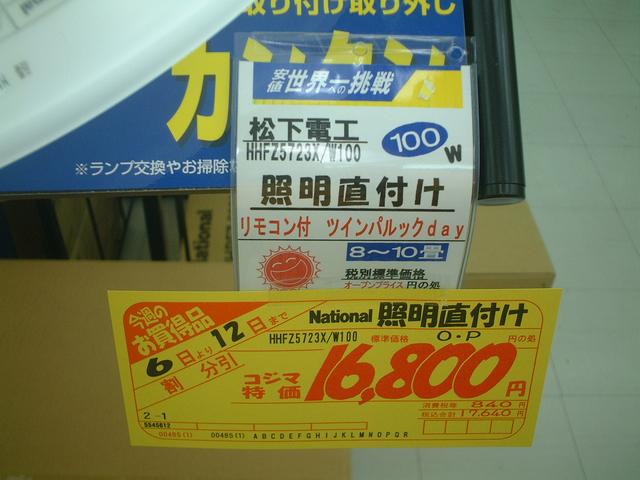 取り付け取り外し
カンタン
※ランプ交換やお掃除
安値世界一への挑戦
松下電工
HHFZ5723X/W100
100W
照明直付け
リモコン付 ツインパルックday
8〜10畳
税別標準価格
オープンプライス 円の処
今週の
お買得品
6日より12日まで
割 分引
National 照明直付け
HHFZ5723X/W100
標準価格 O.P 円の処
コジマ
特価
16,800円
消費税等 840円
税込合計 17,640円
2-1
5545612
00485(1)
00485(1) A B C D E F G H I J K L M N O P Q R
National